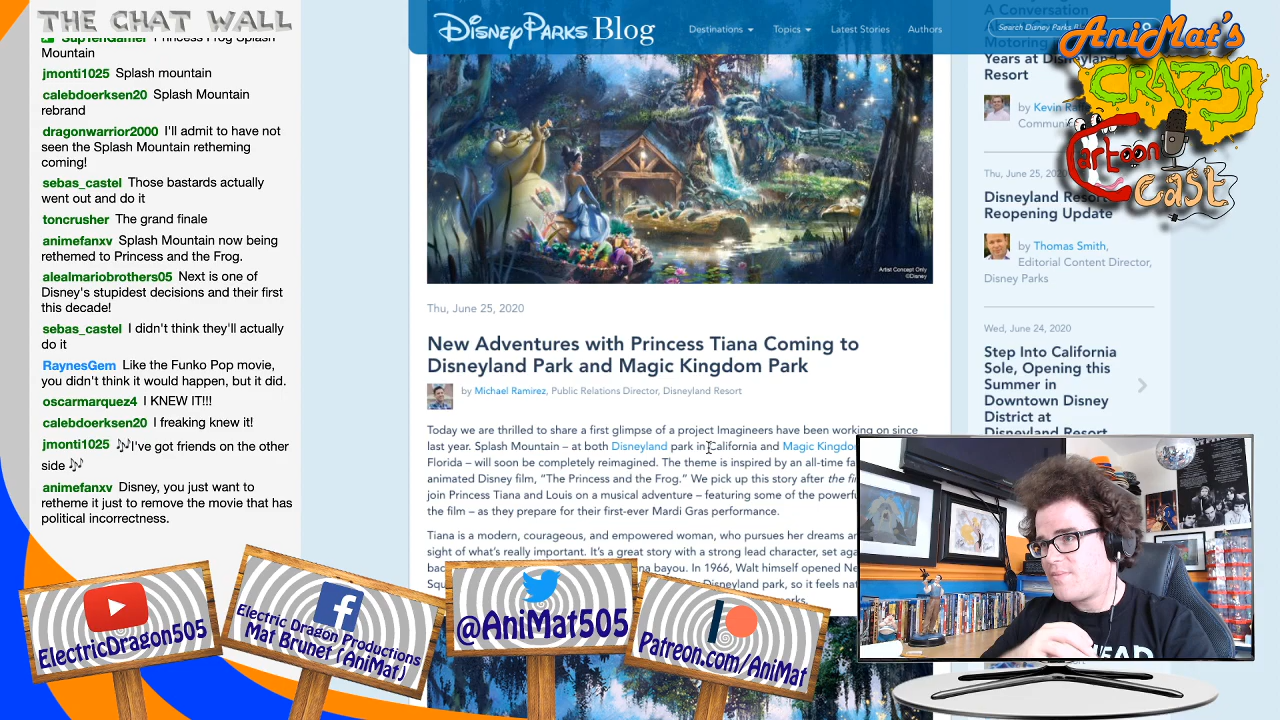 THE CHAT WALL
SupTenGamer Princess Frog Splash
Mountain
jmonti1025 Splash mountain
calebdoerksen20 Splash Mountain
rebrand
dragonwarrior2000 I'll admit to have not
seen the Splash Mountain retheming
coming!
sebas_castel Those bastards actually
went out and do it
toncrusher The grand finale
animefanxv Splash Mountain now being
rethemed to Princess and the Frog.
alealmariobrothers05 Next is one of
Disney's stupidest decisions and their first
this decade!
sebas_castel I didn't think they'll actually
do it
RaynesGem Like the Funko Pop movie,
you didn't think it would happen, but it did.
oscarmarquez4 I KNEW IT!!!
calebdoerksen20 I freaking knew it!
jmonti1025 🎶I've got friends on the other
side 🎶
animefanxv Disney, you just want to
retheme it just to remove the movie that has
political incorrectness.
Disney Parks Blog
Destinations
Topics
Latest Stories
Authors
Search Disney Parks
Artist Concept Only
©Disney
Thu, June 25, 2020
New Adventures with Princess Tiana Coming to
Disneyland Park and Magic Kingdom Park
by Michael Ramirez, Public Relations Director, Disneyland Resort
Today we are thrilled to share a first glimpse of a project Imagineers have been working on since
last year. Splash Mountain – at both Disneyland park in California and Magic Kingdo
Florida – will soon be completely reimagined. The theme is inspired by an all-time fa
animated Disney film, “The Princess and the Frog.” We pick up this story after the fi
join Princess Tiana and Louis on a musical adventure – featuring some of the powerfu
the film – as they prepare for their first-ever Mardi Gras performance.
Tiana is a modern, courageous, and empowered woman, who pursues her dreams an
sight of what's really important. It's a great story with a strong lead character, set aga
bac na bayou. In 1966, Walt himself opened Ne
Squ Disneyland park, so it feels nat
parks.
A Conversation
Motoring
Years at Disneyland
Resort
by Kevin Ra
Commun
Thu, June 25, 2020
Disneyland Resort
Reopening Update
by Thomas Smith,
Editorial Content Director,
Disney Parks
Wed, June 24, 2020
Step Into California
Sole, Opening this
Summer in
Downtown Disney
District at
AniMat's
CRAZY
Cartoon
Cast
ElectricDragon505
Electric Dragon Productions
Mat Brunet (AniMat)
@AniMat505
Patreon.com/AniMat